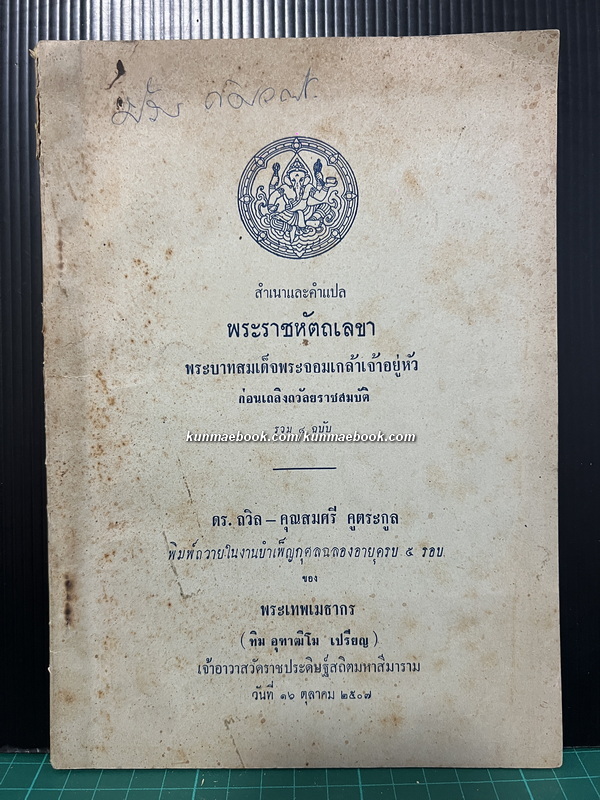 สำเนาและคำแปล
พระราชหัตถเลขา
พระบาทสมเด็จพระจอมเกล้าเจ้าอยู่หัว
ก่อนเถลิงถวัลยราชสมบัติ
รวม ฉบับ
kunmaebook.com/kunmaebook.com
ดร. ถวิล – คุณสมศรี คูตระกูล
พิมพ์ถวายในงานบำเพ็ญกุศลฉลองอายุครบ ๕ รอบ
ของ
พระเทพเมธากร
( ทิม อุฑาฒิโม เปรียญ )
เจ้าอาวาสวัดราชประดิษฐ์สถิตมหาสีมาราม
วันที่ ๑๖ ตุลาคม ๒๕๐๗